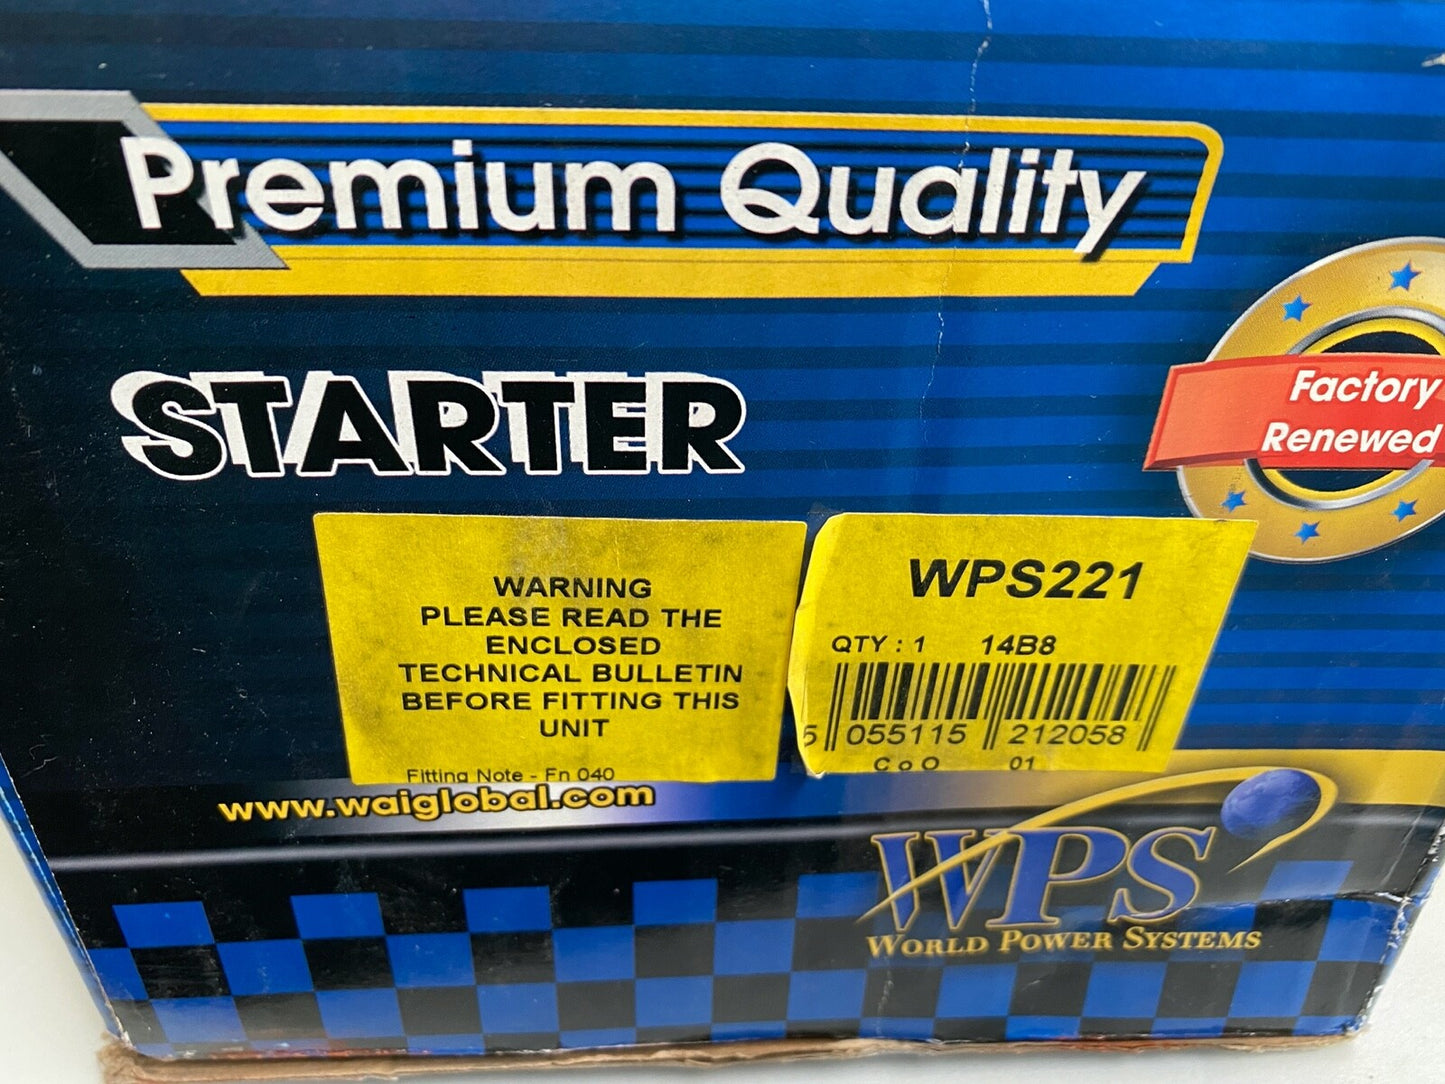 Premium Quality
STARTER
Factory
Renewed
WARNING
PLEASE READ THE
ENCLOSED
TECHNICAL BULLETIN
BEFORE FITTING THIS
UNIT
Fitting Note - Fn 040
WPS221
QTY : 1 14B8
5 055115 212058
C o O 01
www.waiglobal.com
WPS
WORLD POWER SYSTEMS